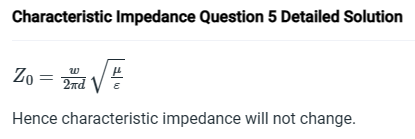 Characteristic Impedance Question 5 Detailed Solution
Z₀ = w/2πd √μ/ε
Hence characteristic impedance will not change.